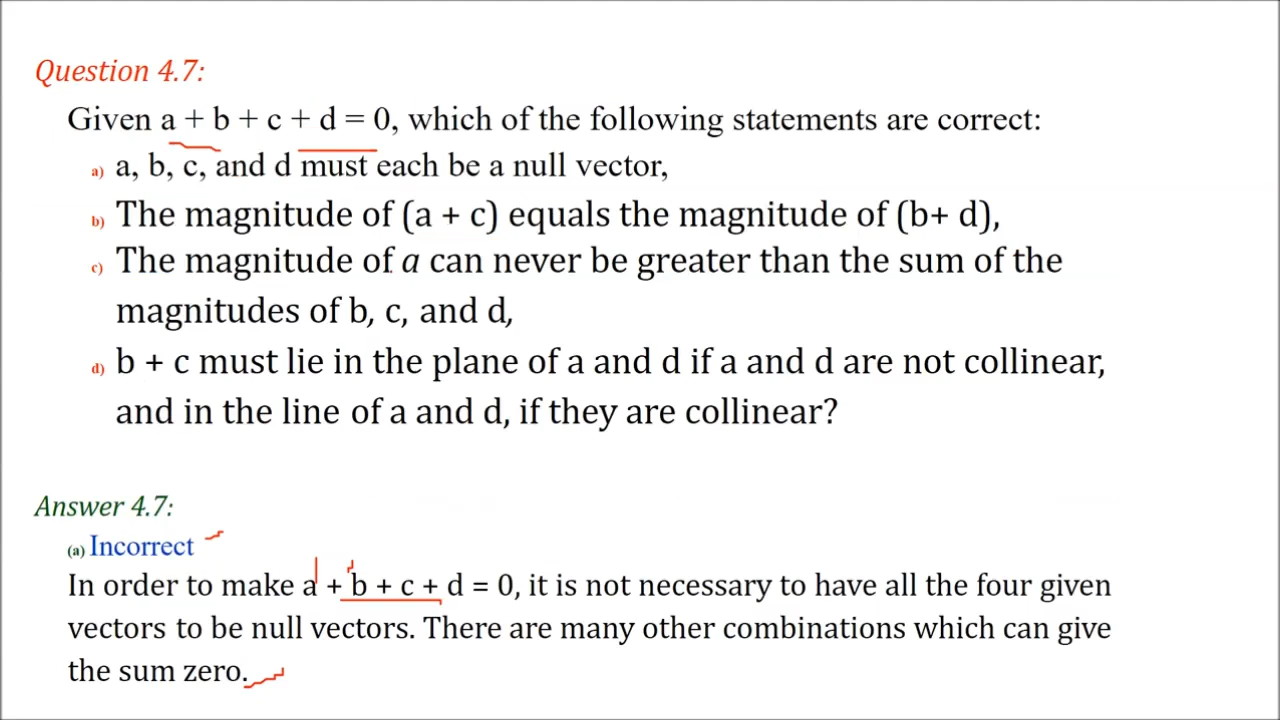 Question 4.7:
Given a + b + c + d = 0, which of the following statements are correct:
a) a, b, c, and d must each be a null vector,
b) The magnitude of (a + c) equals the magnitude of (b+ d),
c) The magnitude of a can never be greater than the sum of the
magnitudes of b, c, and d,
d) b + c must lie in the plane of a and d if a and d are not collinear,
and in the line of a and d, if they are collinear?
Answer 4.7:
(a) Incorrect
In order to make a + b + c + d = 0, it is not necessary to have all the four given
vectors to be null vectors. There are many other combinations which can give
the sum zero.